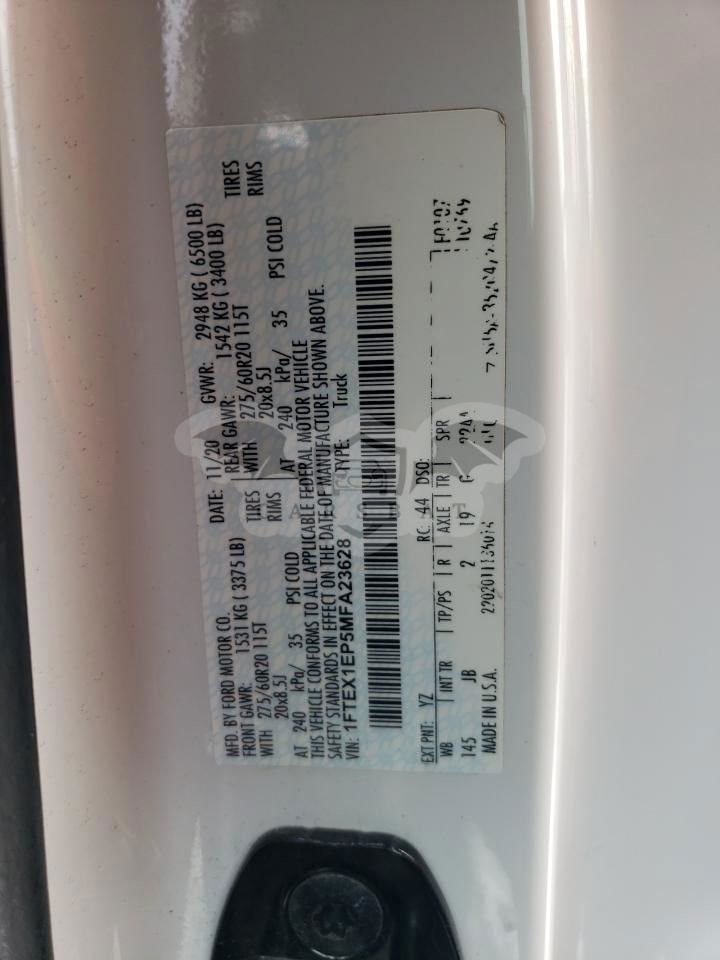 MFD. BY FORD MOTOR CO.
DATE: 11/20 GVWR: 2948 KG ( 6500 LB)
FRONT GAWR: 1531 KG ( 3375 LB) REAR GAWR: 1542 KG ( 3400 LB)
WITH 275/60R20 115T TIRES WITH 275/60R20 115T TIRES
20x8.5J RIMS 20x8.5J RIMS
AT 240 kPa/ 35 PSI COLD AT 240 kPa/ 35 PSI COLD
THIS VEHICLE CONFORMS TO ALL APPLICABLE FEDERAL MOTOR VEHICLE
SAFETY STANDARDS IN EFFECT ON THE DATE OF MANUFACTURE SHOWN ABOVE.
VIN: 1FTEX1EP5MFA23628 TYPE: Truck
EXT PNT: YZ RC: 44 DSO:
WB INT TR TP/PS R AXLE TR SPR
145 JB 2 19
MADE IN U.S.A.